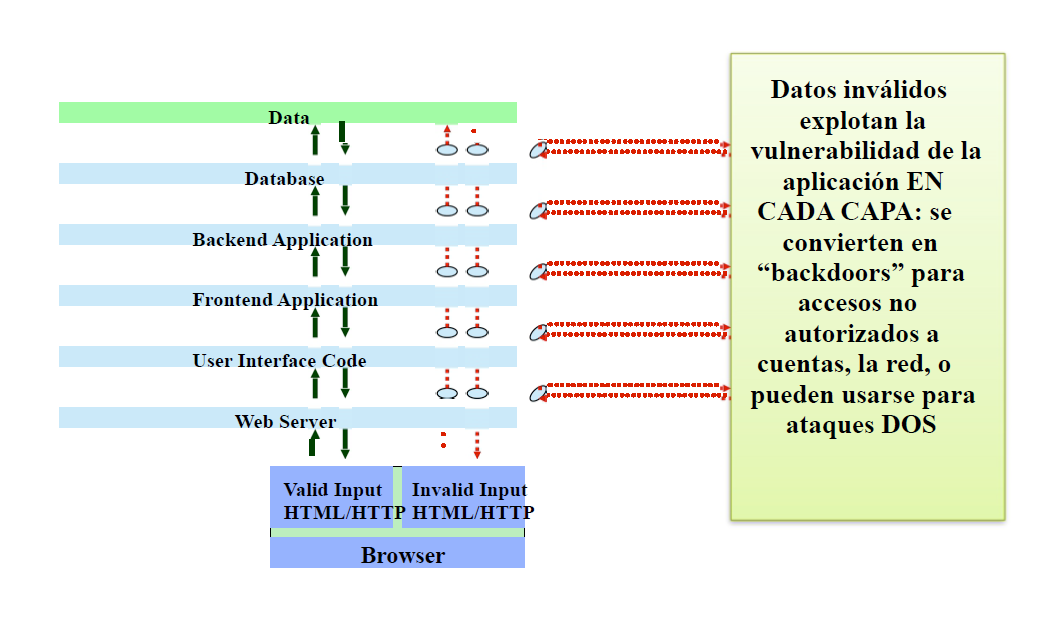 Data
Database
Backend Application
Frontend Application
User Interface Code
Web Server
Valid Input
HTML/HTTP
Invalid Input
HTML/HTTP
Browser
Datos inválidos
explotan la
vulnerabilidad de la
aplicación EN
CADA CAPA: se
convierten en
“backdoors” para
accesos no
autorizados a
cuentas, la red, o
pueden usarse para
ataques DOS